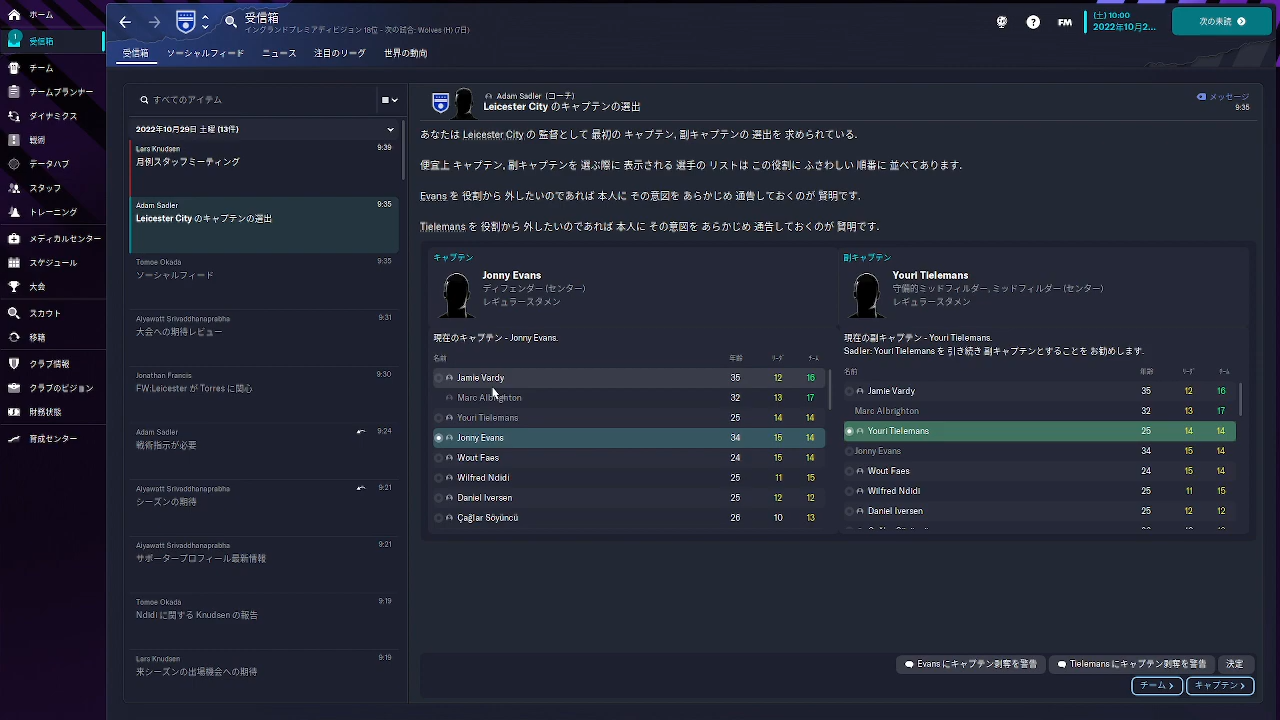 ホーム
1
受信箱
チーム
チームプランナー
ダイナミクス
戦術
データハブ
スタッフ
トレーニング
メディカルセンター
スケジュール
大会
スカウト
移籍
クラブ情報
クラブのビジョン
財務状態
育成センター
受信箱
イングランドプレミアディビジョン 18位 - 次の試合: Wolves (H) (7日)
FM
(土) 10:00
2022年10月2...
次の未読
受信箱
ソーシャルフィード
ニュース
注目のリーグ
世界の動向
すべてのアイテム
2022年10月29日 土曜 (13件)
Lars Knudsen 9:39
月例スタッフミーティング
Adam Sadler 9:35
Leicester City のキャプテンの選出
Tomoe Okada 9:35
ソーシャルフィード
Aiyawatt Srivaddhanaprabha 9:31
大会への期待レビュー
Jonathan Francis 9:30
FW:Leicester が Torres に関心
Adam Sadler 9:24
戦術指示が必要
Aiyawatt Srivaddhanaprabha 9:21
シーズンの期待
Aiyawatt Srivaddhanaprabha 9:21
サポータープロフィール最新情報
Tomoe Okada 9:19
Ndidi に関する Knudsen の報告
Lars Knudsen 9:19
来シーズンの出場機会への期待
Adam Sadler (コーチ)
Leicester City のキャプテンの選出
メッセージ
9:35
あなたは Leicester City の 監督として 最初の キャプテン, 副キャプテンの 選出を 求められている.
便宜上 キャプテン, 副キャプテンを 選ぶ際に 表示される 選手の リストは この役割に ふさわしい 順番に 並べてあります.
Evans を 役割から 外したいのであれば 本人に その意図を あらかじめ 通告しておくのが 賢明です.
Tielemans を 役割から 外したいのであれば 本人に その意図を あらかじめ 通告しておくのが 賢明です.
キャプテン
Jonny Evans
ディフェンダー (センター)
レギュラースタメン
現在のキャプテン - Jonny Evans.
名前 年齢 リーダ チーム
Jamie Vardy 35 12 16
Marc Albrighton 32 13 17
Youri Tielemans 25 14 14
Jonny Evans 34 15 14
Wout Faes 24 15 14
Wilfred Ndidi 25 11 15
Daniel Iversen 25 12 12
Çağlar Söyüncü 26 10 13
副キャプテン
Youri Tielemans
守備的ミッドフィルダー, ミッドフィルダー (センター)
レギュラースタメン
現在の副キャプテン - Youri Tielemans.
Sadler: Youri Tielemans を 引き続き 副キャプテンとすることを お勧めします.
名前 年齢 リーダ チーム
Jamie Vardy 35 12 16
Marc Albrighton 32 13 17
Youri Tielemans 25 14 14
Jonny Evans 34 15 14
Wout Faes 24 15 14
Wilfred Ndidi 25 11 15
Daniel Iversen 25 12 12
Evans にキャプテン剥奪を警告
Tielemans にキャプテン剥奪を警告
決定
チーム
キャプテン